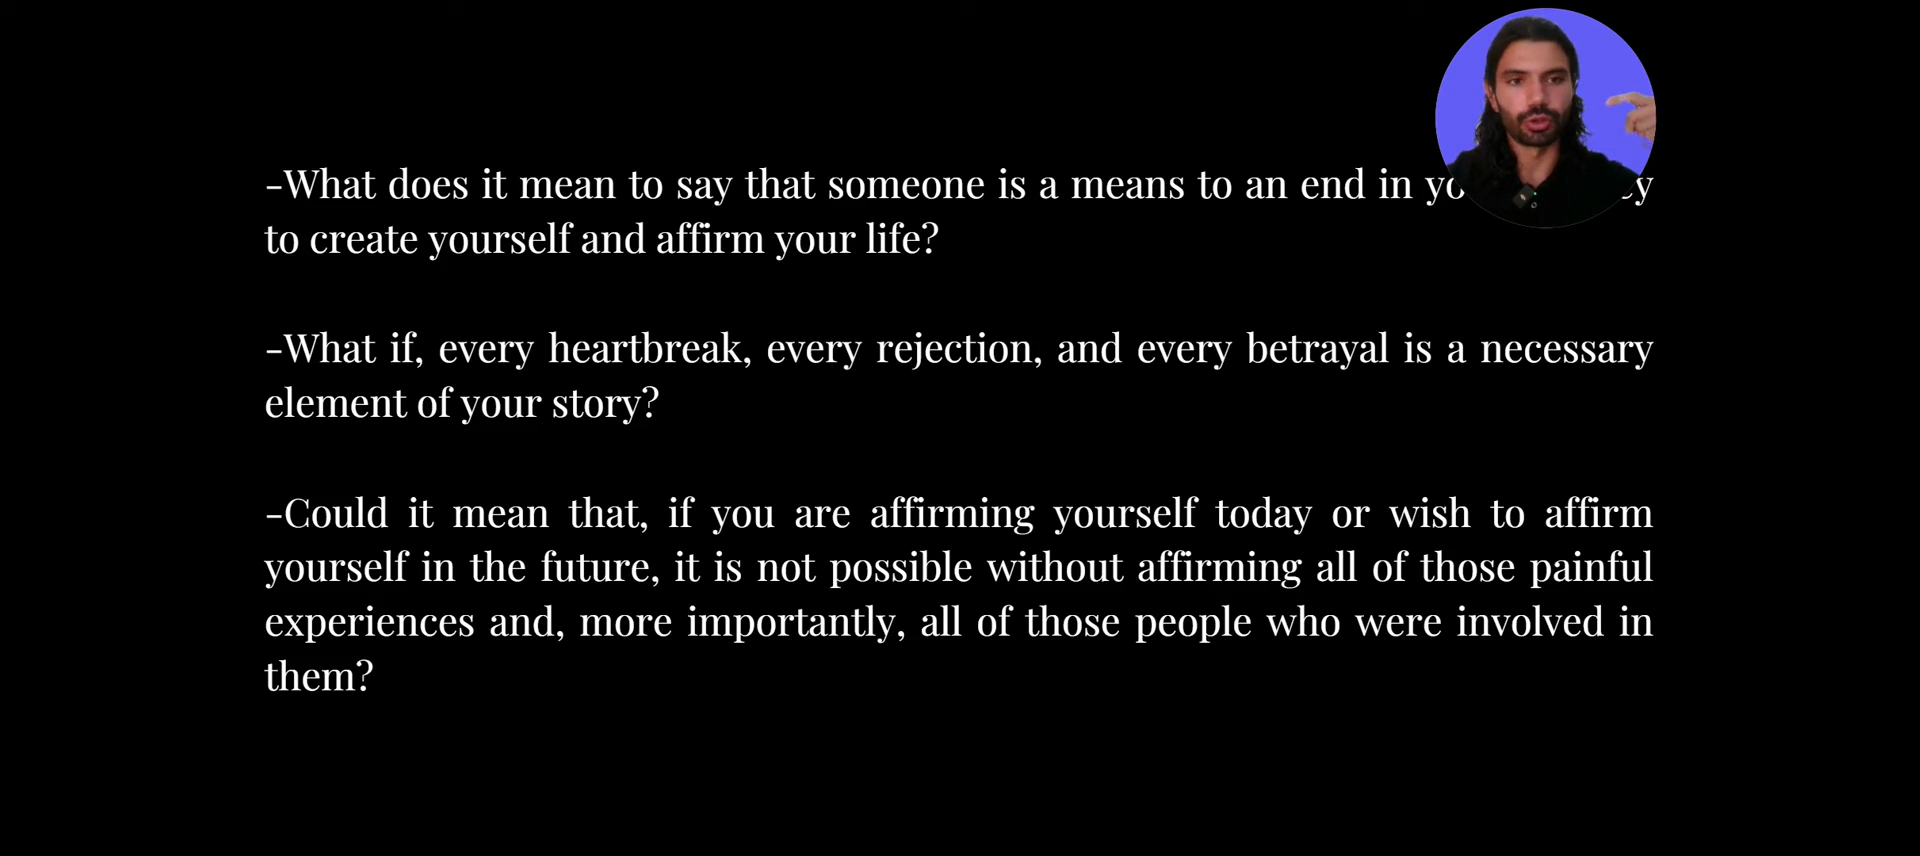 -What does it mean to say that someone is a means to an end in
to create yourself and affirm your life?
-What if, every heartbreak, every rejection, and every betrayal is a necessary
element of your story?
-Could it mean that, if you are affirming yourself today or wish to affirm
yourself in the future, it is not possible without affirming all of those painful
experiences and, more importantly, all of those people who were involved in
them?